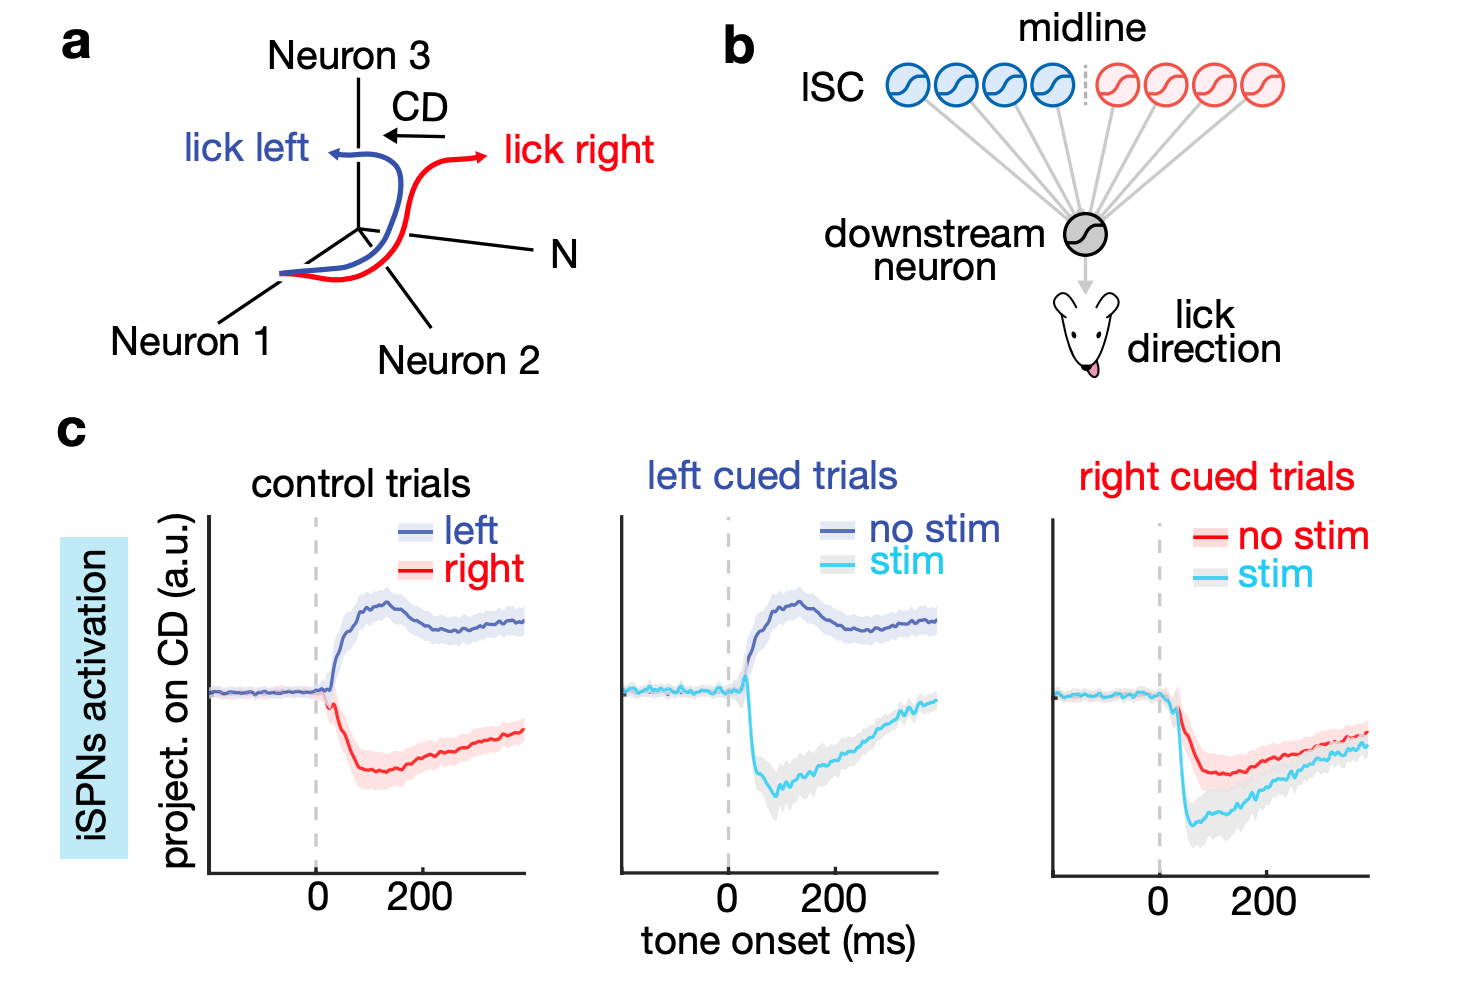 a
Neuron 3
CD
lick left
lick right
N
Neuron 1
Neuron 2
b
midline
lSC
downstream
neuron
lick
direction
c
iSPNs activation
project. on CD (a.u.)
control trials
left
right
0
200
left cued trials
no stim
stim
0
200
right cued trials
no stim
stim
0
200
tone onset (ms)